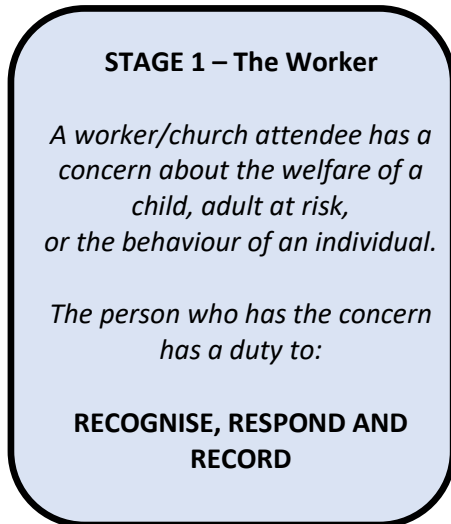 STAGE 1 – The Worker
A worker/church attendee has a
concern about the welfare of a
child, adult at risk,
or the behaviour of an individual.
The person who has the concern
has a duty to:
RECOGNISE, RESPOND AND
RECORD